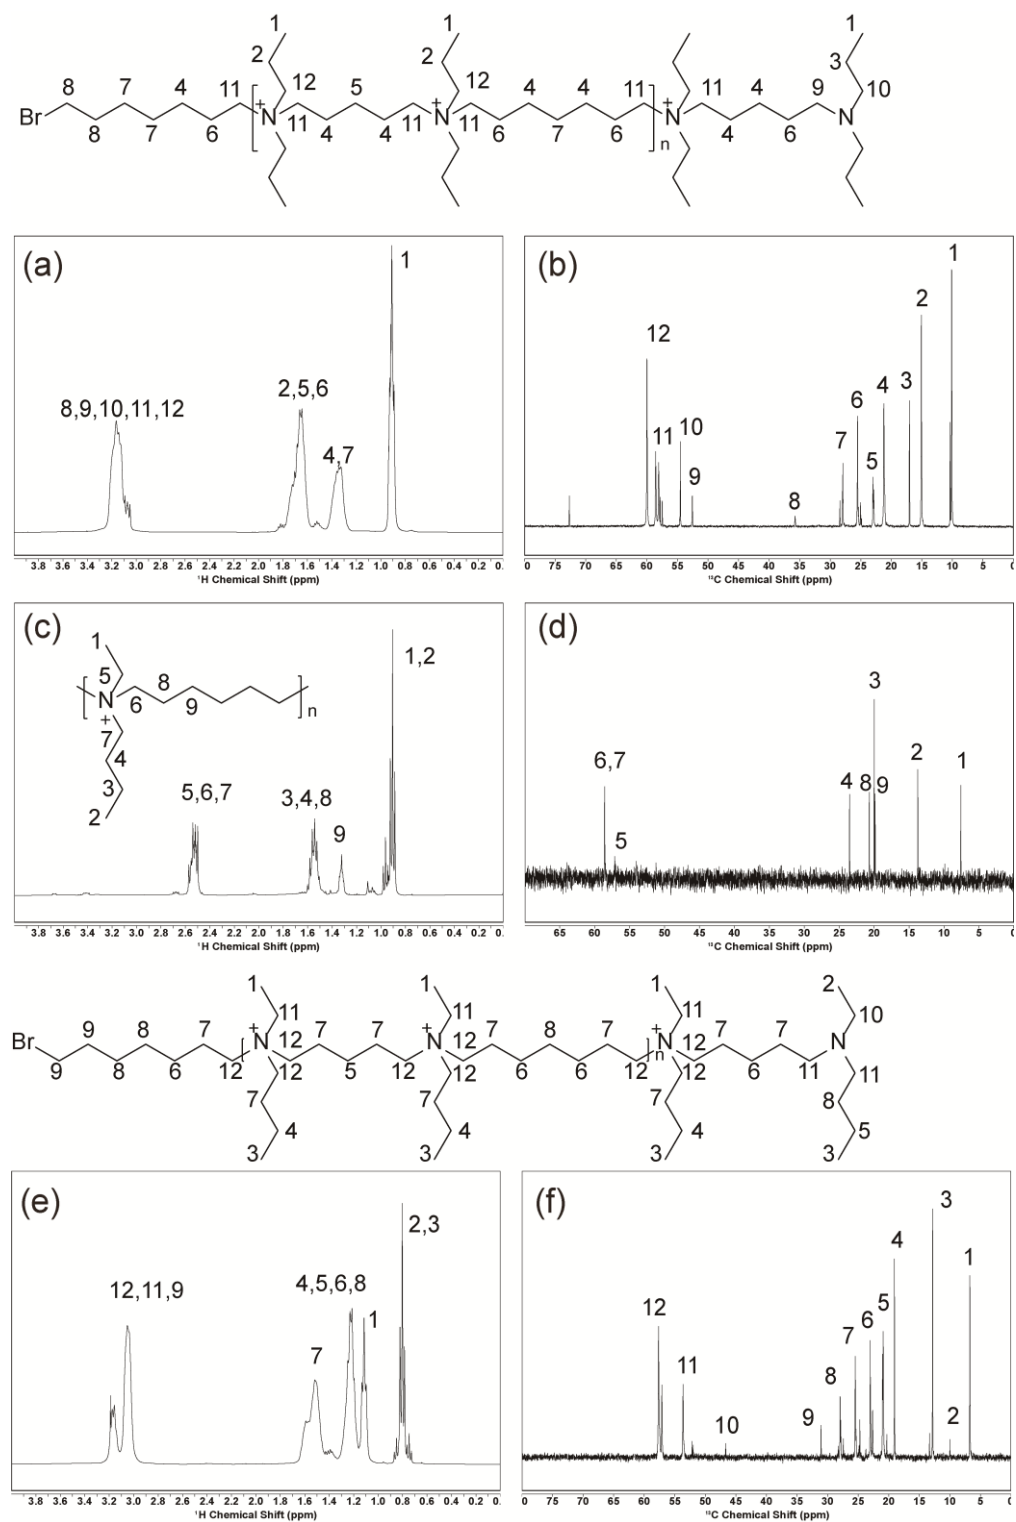 1 1 1
2 2 3
8 7 4 11 12 5 12 4 4 11 11 4 9 10
Br + N + N + N N
8 7 6 11 4 4 11 11 6 7 6 n 4 6
(a) 1
8,9,10,11,12 2,5,6 4,7
3.8 3.6 3.4 3.2 3.0 2.8 2.6 2.4 2.2 2.0 1.8 1.6 1.4 1.2 1.0 0.8 0.6 0.4 0.2 0.
¹H Chemical Shift (ppm)
(b) 1
12 11 10 9 8 7 6 5 4 3 2
0 75 70 65 60 55 50 45 40 35 30 25 20 15 10 5 0
¹³C Chemical Shift (ppm)
(c)
1
5 8
N 6 9 n
+
7
4
3
2
1,2
5,6,7 3,4,8 9
3.8 3.6 3.4 3.2 3.0 2.8 2.6 2.4 2.2 2.0 1.8 1.6 1.4 1.2 1.0 0.8 0.6 0.4 0.2 0.
¹H Chemical Shift (ppm)
(d) 3
6,7 5 4 8 9 2 1
65 60 55 50 45 40 35 30 25 20 15 10 5 0
¹³C Chemical Shift (ppm)
1 1 1 2
11 11 11 10
Br 9 8 7 + N 12 7 7 + N 12 7 8 7 + N 12 7 7 N
9 8 6 12 12 5 12 12 6 6 12 n 12 6 11 11
7 7 7 8
4 4 4 5
3 3 3 3
(e)
12,11,9 7 4,5,6,8 1 2,3
3.8 3.6 3.4 3.2 3.0 2.8 2.6 2.4 2.2 2.0 1.8 1.6 1.4 1.2 1.0 0.8 0.6 0.4 0.2 0.
¹H Chemical Shift (ppm)
(f) 3
12 11 10 9 8 7 6 5 4 2 1
80 75 70 65 60 55 50 45 40 35 30 25 20 15 10 5 0
¹³C Chemical Shift (ppm)